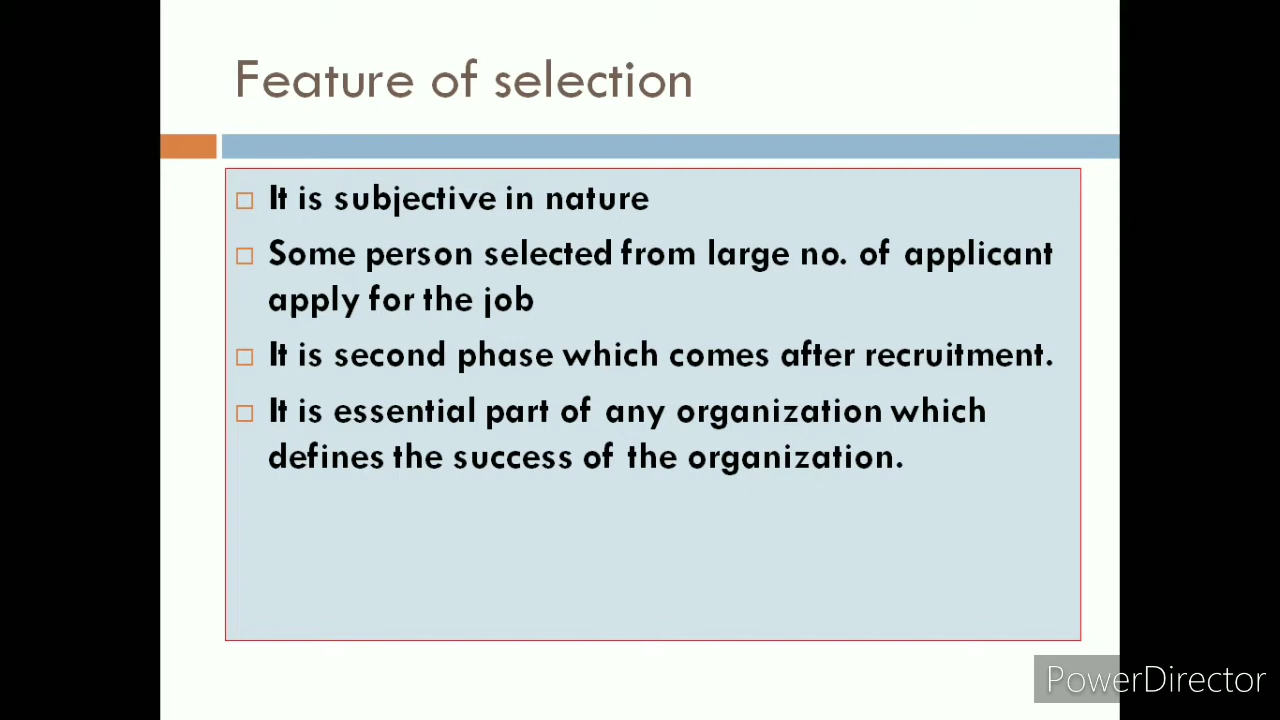 Feature of selection
It is subjective in nature
Some person selected from large no. of applicant
apply for the job
It is second phase which comes after recruitment.
It is essential part of any organization which
defines the success of the organization.
PowerDirector